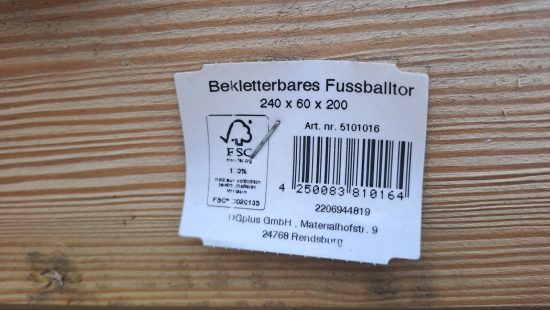 Bekletterbares Fussballtor
240 x 60 x 200
Art. nr. 5101016
FSC
100%
4 250083 810164
2206944819
DGplus GmbH . Materialhofstr. 9
24768 Rendsburg